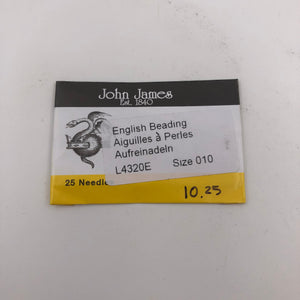 John James
Est. 1840
English Beading
Aiguilles à Perles
Aufreinadeln
L4320E Size 010
25 Needle
10.25